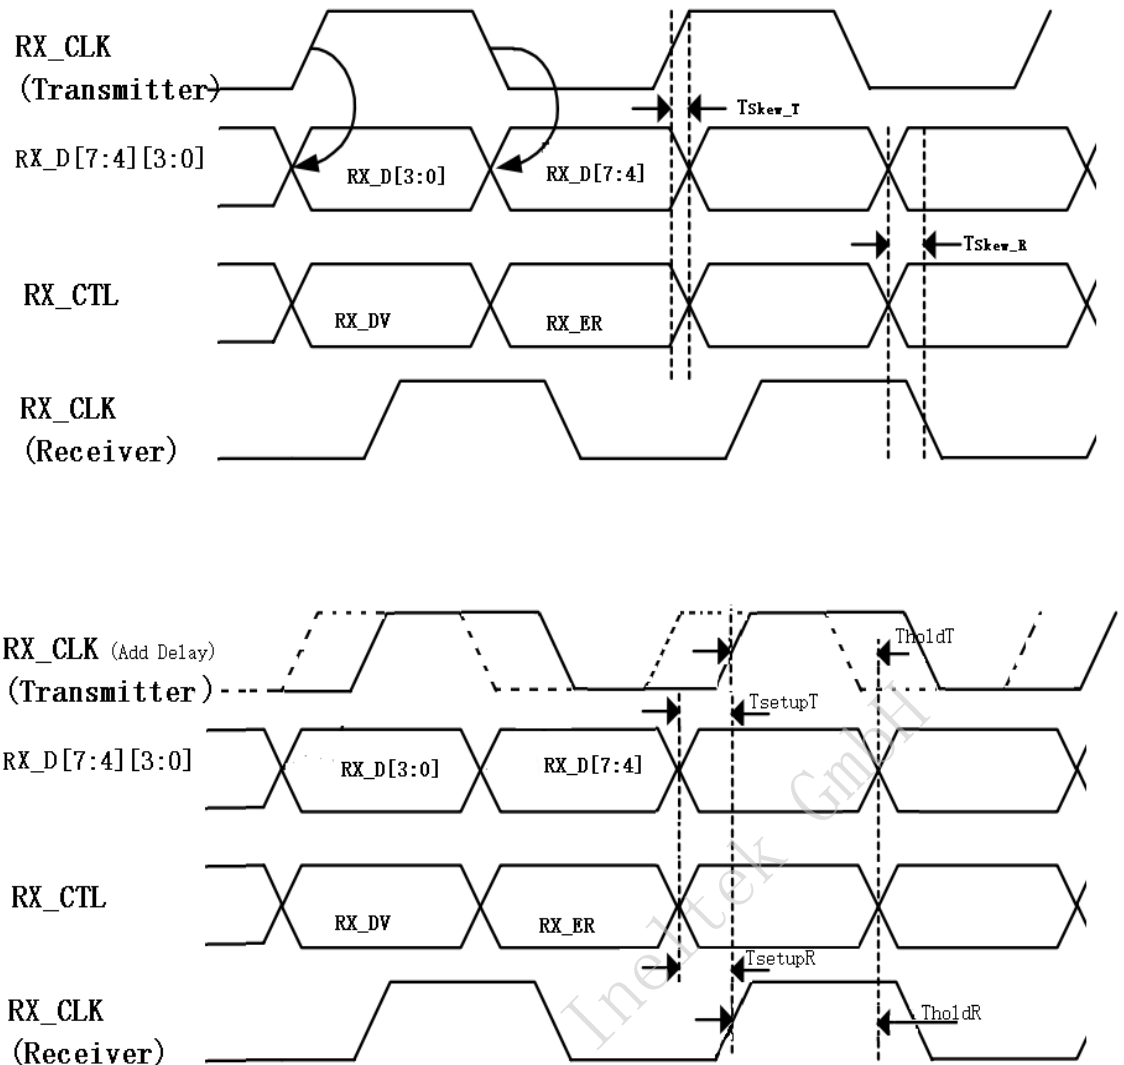 RX_CLK
(Transmitter)
TSkew_T
RX_D[7:4][3:0]
RX_D[3:0]
RX_D[7:4]
TSkew_R
RX_CTL
RX_DV
RX_ER
RX_CLK
(Receiver)
RX_CLK (Add Delay)
(Transmitter)
TholdT
TsetupT
RX_D[7:4][3:0]
RX_D[3:0]
RX_D[7:4]
RX_CTL
RX_DV
RX_ER
TsetupR
RX_CLK
(Receiver)
TholdR
Ineltek GmbH